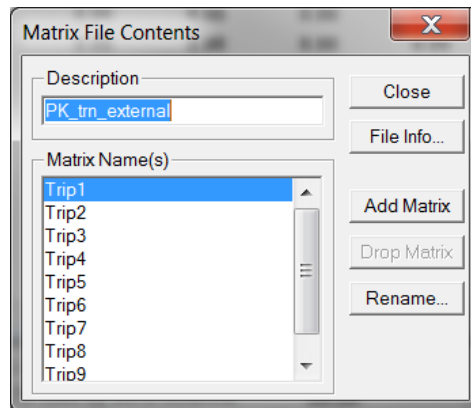 Matrix File Contents
X
Description
PK_trn_external
Close
File Info...
Matrix Name(s)
Trip1
Trip2
Trip3
Trip4
Trip5
Trip6
Trip7
Trip8
Trip9
Add Matrix
Drop Matrix
Rename...